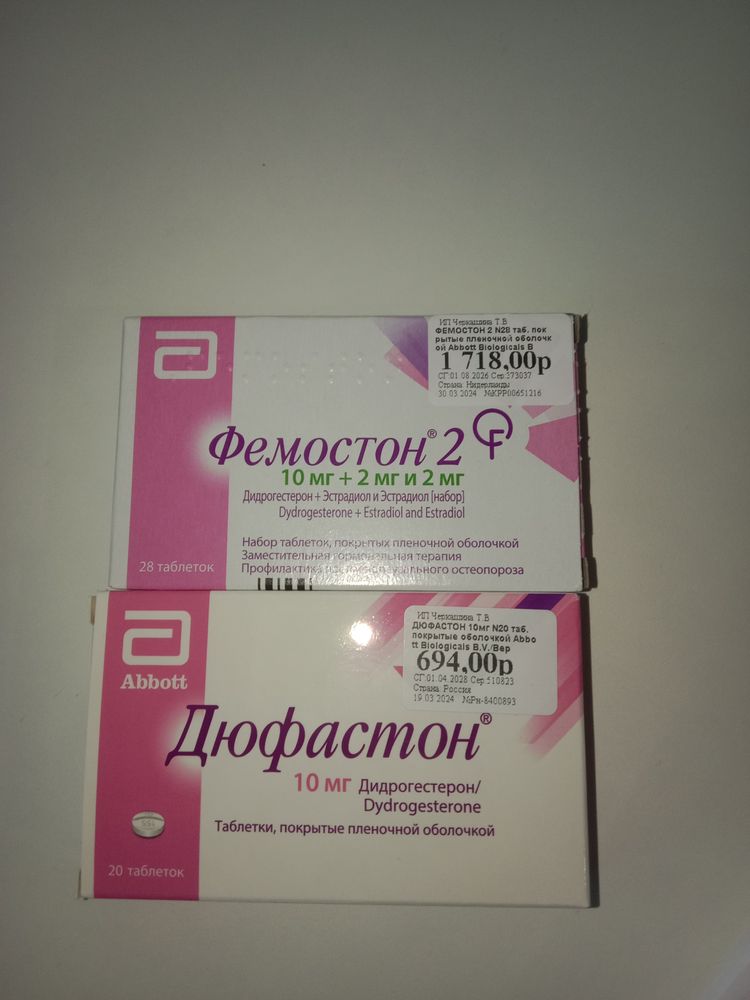 ИП Черкашина Т.В
ФЕМОСТОН 2 N28 таб. пок
рытые пленочной оболочк
ой Abbott Biologicals B
1 718,00р
СГ:01.08.2026 Сер:373037
Страна: Нидерланды
30.03.2024 №КРР00651216
Фемостон® 2
10 мг + 2 мг и 2 мг
Дидрогестерон + Эстрадиол и Эстрадиол [набор]
Dydrogesterone + Estradiol and Estradiol
Набор таблеток, покрытых пленочной оболочкой
Заместительная гормональная терапия
Профилактика остеопороза
28 таблеток
ИП Черкашина Т.В
ДЮФАСТОН 10мг N20 таб.
покрытые оболочкой Abbo
tt Biologicals B.V./Вер
694,00р
СГ:01.04.2028 Сер:510823
Страна: Россия
19.03.2024 №Рн-8400893
Abbott
Дюфастон®
10 мг Дидрогестерон/
Dydrogesterone
Таблетки, покрытые пленочной оболочкой
20 таблеток